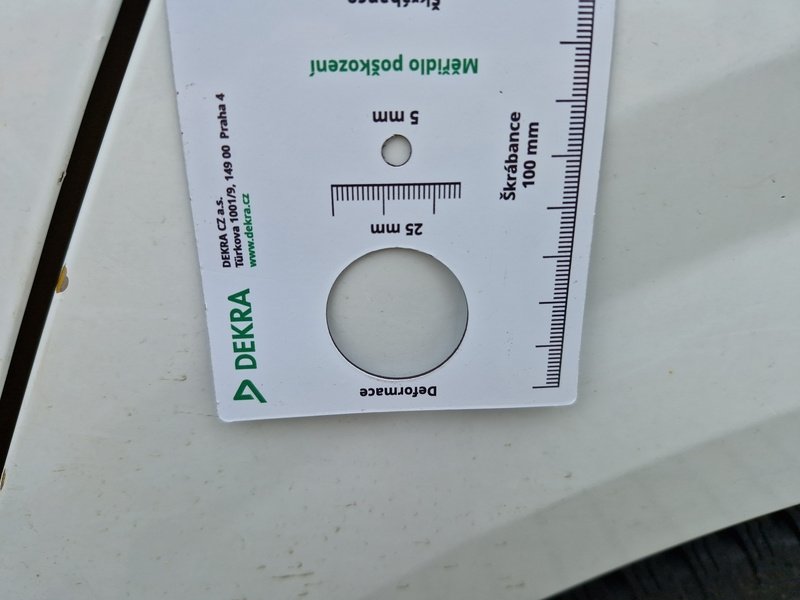 Škrábance
Měřidlo poškození
5 mm
25 mm
Deformace
Škrábance
100 mm
DEKRA CZ a.s.
Türkova 1001/9, 149 00 Praha 4
www.dekra.cz
DEKRA